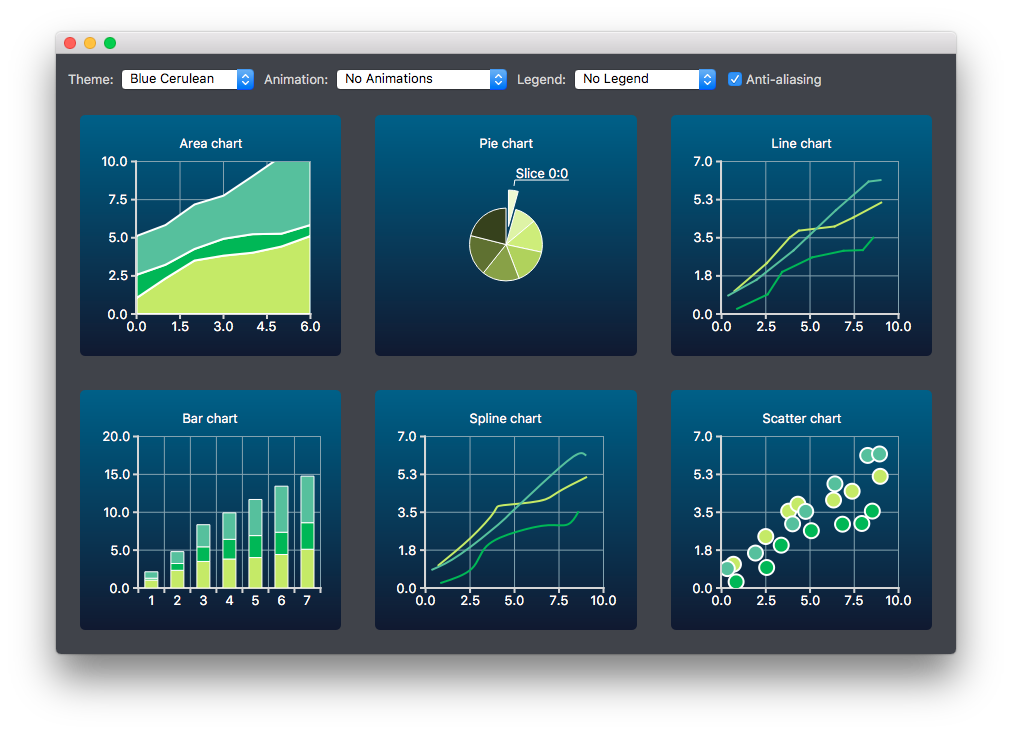 Theme: Blue Cerulean Animation: No Animations Legend: No Legend Anti-aliasing
Area chart
10.0
7.5
5.0
2.5
0.0
0.0 1.5 3.0 4.5 6.0
Pie chart
Slice 0:0
Line chart
7.0
5.3
3.5
1.8
0.0
0.0 2.5 5.0 7.5 10.0
Bar chart
20.0
15.0
10.0
5.0
0.0
1 2 3 4 5 6 7
Spline chart
7.0
5.3
3.5
1.8
0.0
0.0 2.5 5.0 7.5 10.0
Scatter chart
7.0
5.3
3.5
1.8
0.0
0.0 2.5 5.0 7.5 10.0